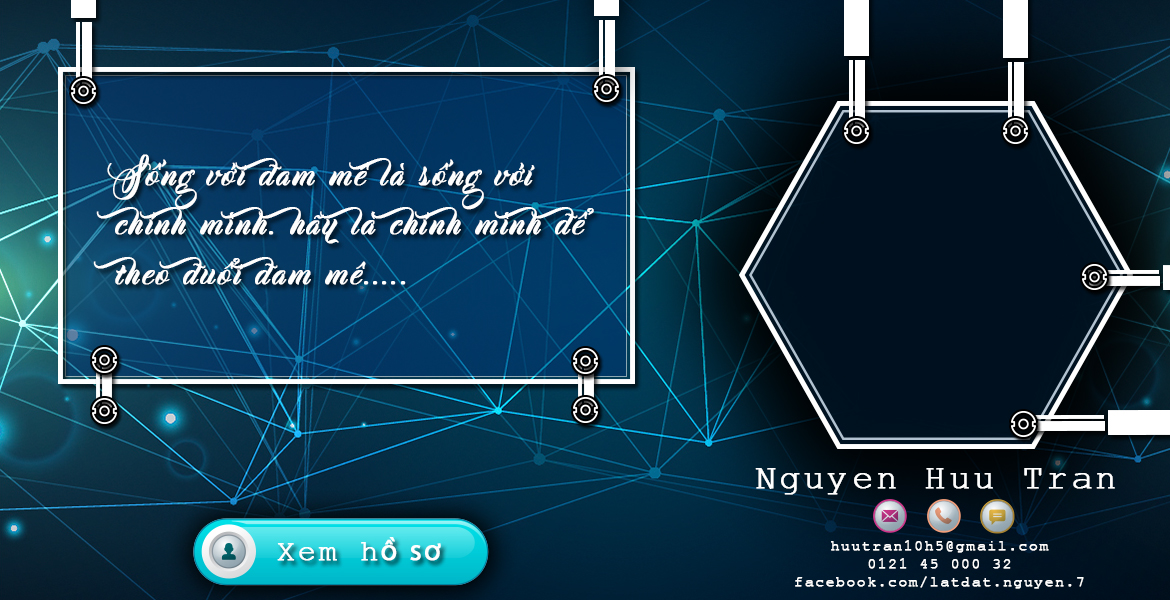 Sống với đam mê là sống với
chính mình. hãy là chính mình để
theo đuổi đam mê.....
Nguyen Huu Tran
huutran10h5@gmail.com
0121 45 000 32
facebook.com/latdat.nguyen.7
Xem hồ sơ